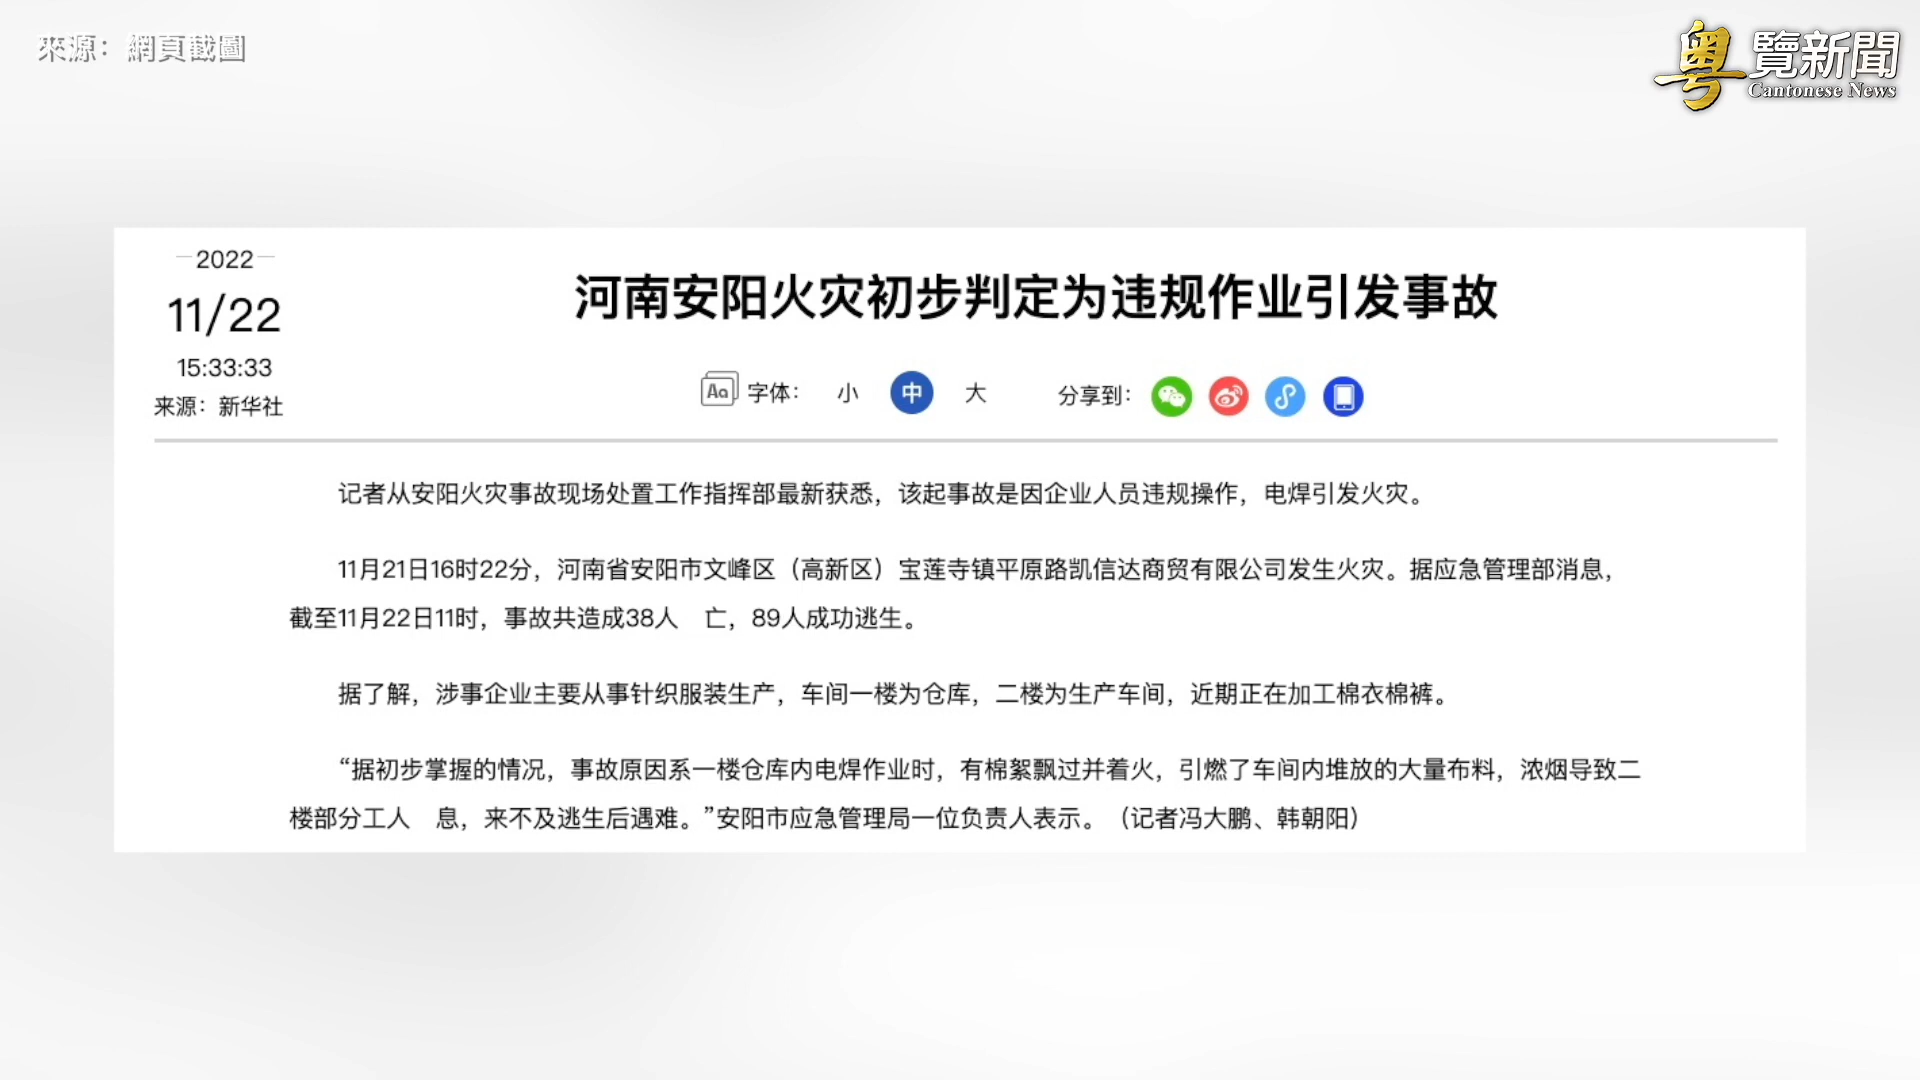 來源：網頁截圖
粤覽新聞
Cantonese News
2022
11/22
15:33:33
来源：新华社
河南安阳火灾初步判定为违规作业引发事故
Aa 字体： 小 中 大 分享到：
记者从安阳火灾事故现场处置工作指挥部最新获悉，该起事故是因企业人员违规操作，电焊引发火灾。
11月21日16时22分，河南省安阳市文峰区（高新区）宝莲寺镇平原路凯信达商贸有限公司发生火灾。据应急管理部消息，
截至11月22日11时，事故共造成38人 亡，89人成功逃生。
据了解，涉事企业主要从事针织服装生产，车间一楼为仓库，二楼为生产车间，近期正在加工棉衣棉裤。
“据初步掌握的情况，事故原因系一楼仓库内电焊作业时，有棉絮飘过并着火，引燃了车间内堆放的大量布料，浓烟导致二
楼部分工人 息，来不及逃生后遇难。”安阳市应急管理局一位负责人表示。（记者冯大鹏、韩朝阳）